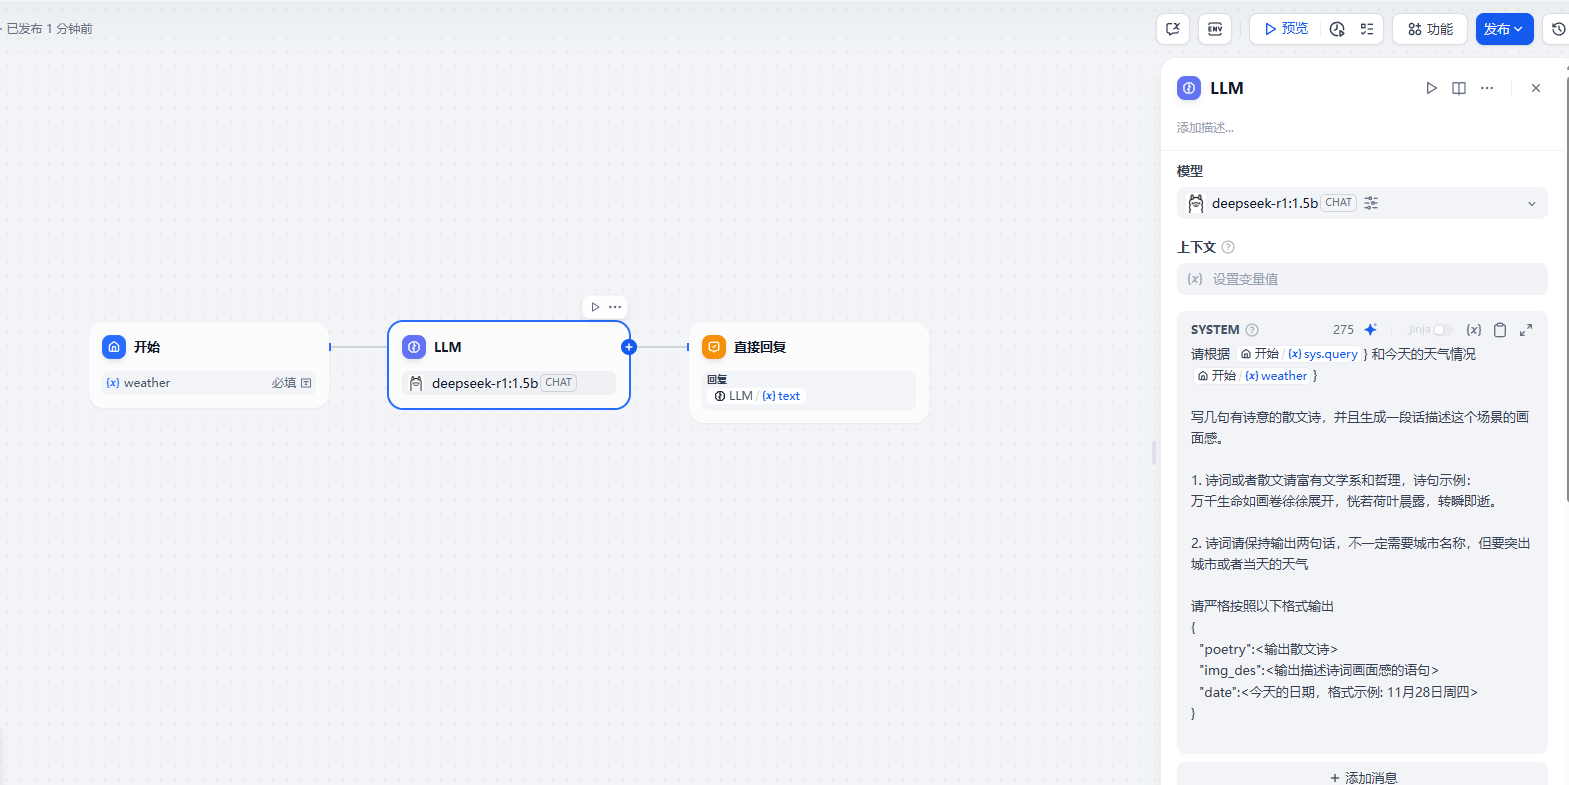 · 已发布 1 分钟前
ENV
预览
功能
发布
开始
{x} weather
必填
LLM
deepseek-r1:1.5b CHAT
直接回复
回复
LLM / {x} text
LLM
添加描述...
模型
deepseek-r1:1.5b CHAT
上下文
{x} 设置变量值
SYSTEM
275
Jinja
{x}
请根据 开始 / {x} sys.query } 和今天的天气情况
开始 / {x} weather }
写几句有诗意的散文诗，并且生成一段话描述这个场景的画
面感。
1. 诗词或者散文请富有文学系和哲理，诗句示例：
万千生命如画卷徐徐展开，恍若荷叶晨露，转瞬即逝。
2. 诗词请保持输出两句话，不一定需要城市名称，但要突出
城市或者当天的天气
请严格按照以下格式输出
{
"poetry":<输出散文诗>
"img_des":<输出描述诗词画面感的语句>
"date":<今天的日期，格式示例: 11月28日周四>
}
+ 添加消息